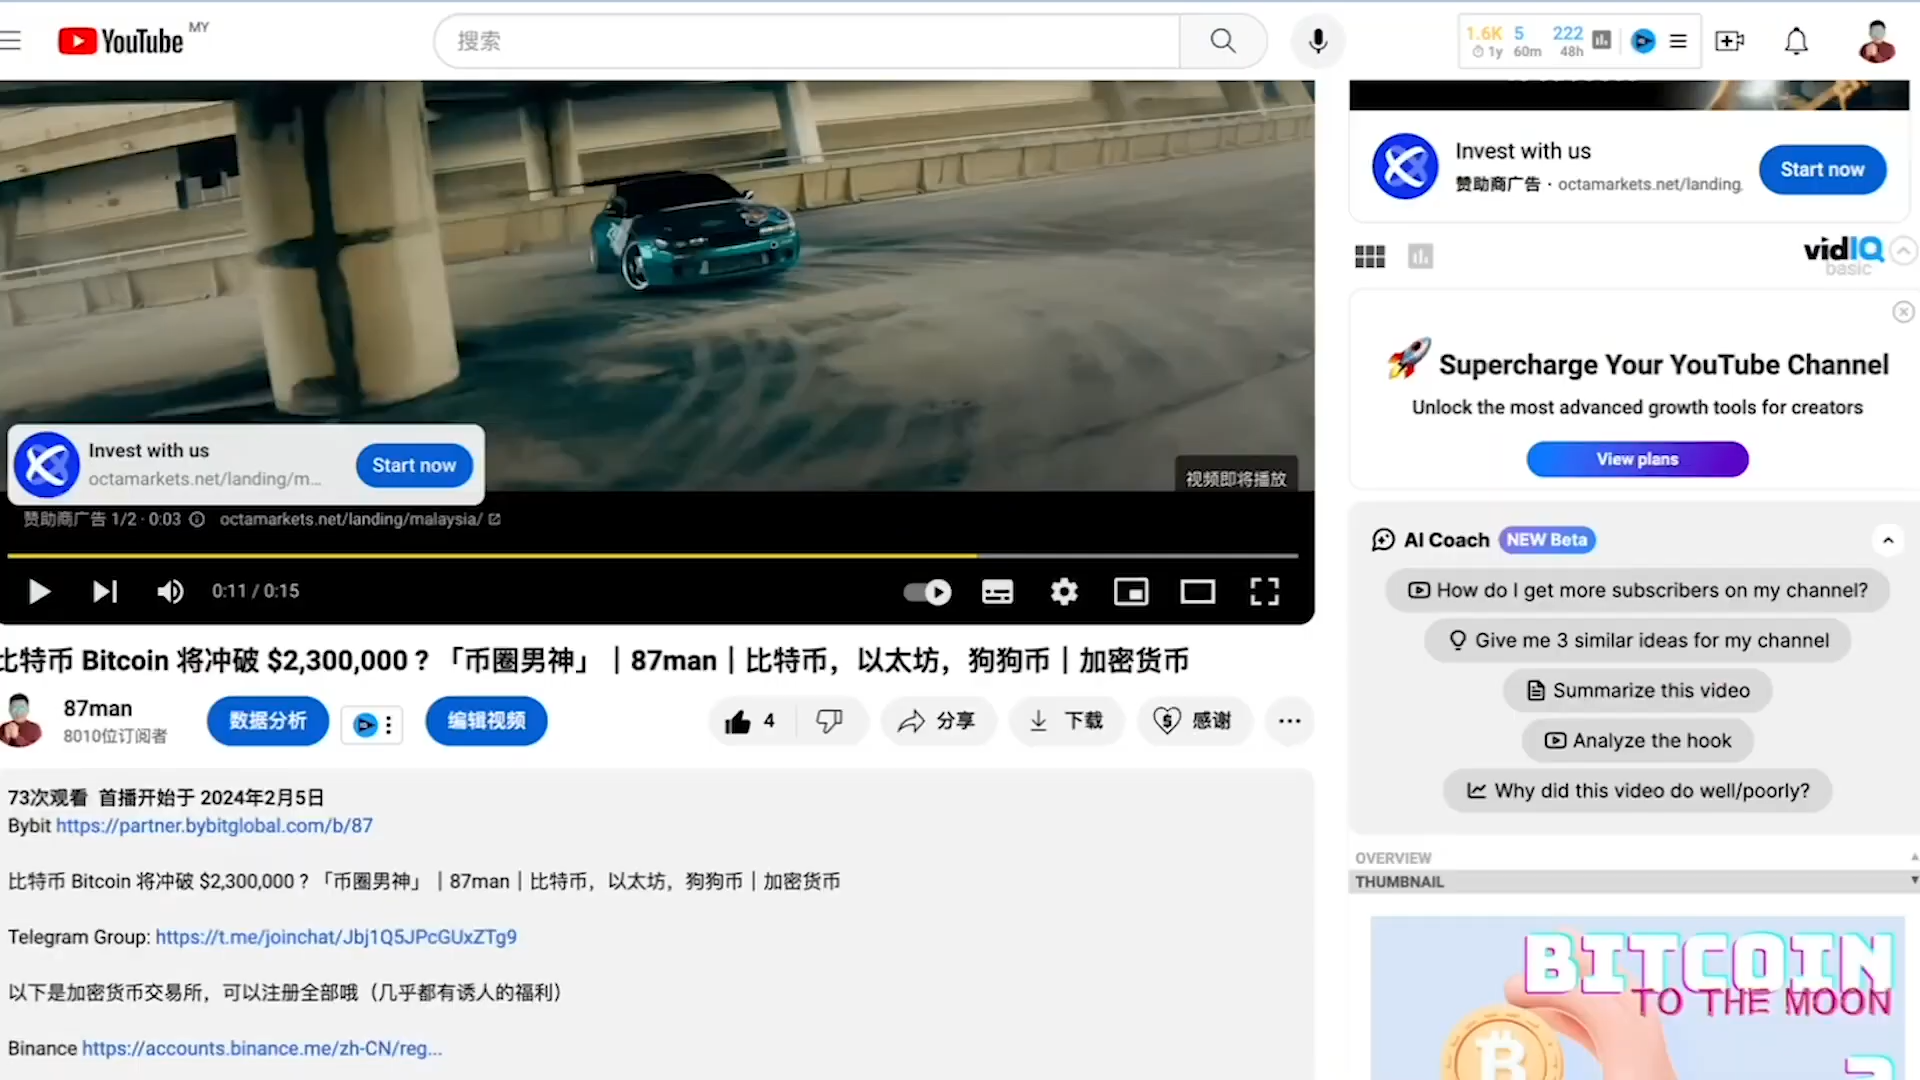 YouTube MY
搜索
1.6K 5 222
1y 60m 48h
Invest with us
赞助商广告 · octamarkets.net/landing
Start now
vidIQ
basic
Supercharge Your YouTube Channel
Unlock the most advanced growth tools for creators
View plans
Invest with us
octamarkets.net/landing/m...
Start now
视频即将播放
赞助商广告 1/2 · 0:03 octamarkets.net/landing/malaysia/
0:11 / 0:15
AI Coach NEW Beta
How do I get more subscribers on my channel?
Give me 3 similar ideas for my channel
Summarize this video
Analyze the hook
Why did this video do well/poorly?
比特币 Bitcoin 将冲破 $2,300,000？「币圈男神」｜87man｜比特币，以太坊，狗狗币｜加密货币
87man
8010位订阅者
数据分析
编辑视频
4
分享
下载
感谢
73次观看 首播开始于 2024年2月5日
Bybit https://partner.bybitglobal.com/b/87
比特币 Bitcoin 将冲破 $2,300,000？「币圈男神」｜87man｜比特币，以太坊，狗狗币｜加密货币
Telegram Group: https://t.me/joinchat/Jbj1Q5JPcGUxZTg9
以下是加密货币交易所，可以注册全部哦（几乎都有诱人的福利）
Binance https://accounts.binance.me/zh-CN/reg...
OVERVIEW
THUMBNAIL
BITCOIN
TO THE MOON